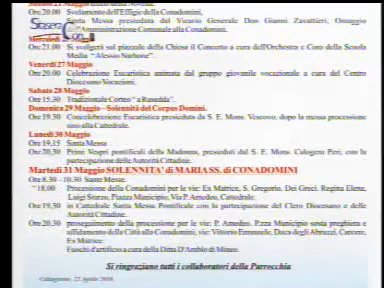 Ore 20.00 Svelamento dell'Effigie della Conadomini,
Santa Messa presieduta dal Vicario Generale Don Gianni Zavattieri, Omaggio
Amministrazione Comunale alla Conadomini.
Stasera Con
Mercoledì
Ore 21.00 Si svolgerà sul piazzale della Chiesa il Concerto a cura dell'Orchestra e Coro della Scuola
Media "Alessio Narbone".
Venerdì 27 Maggio
Ore 20.00 Celebrazione Eucaristica animata dal gruppo giovanile vocazionale a cura del Centro
Diocesano Vocazioni.
Sabato 28 Maggio
Ore 15,30 Tradizionale Corteo "a Runedda".
Domenica 29 Maggio – Solennità del Corpus Domini.
Ore 19.30 Concelebrazione Eucaristica presieduta da S. E. Mons. Vescovo, dopo la messa processione
sino alla Cattedrale.
Lunedì 30 Maggio
Ore 19,15 Santa Messa
Ore 20,30 Primi Vespri pontificali della Madonna, presieduti da S. E. Mons. Calogero Peri, con la
partecipazione delle Autorità Cittadine.
Martedì 31 Maggio SOLENNITA' di MARIA SS. di CONADOMINI
Ore 8,30 – 10,30 Sante Messe.
" 18.00 Processione della Conadomini per le vie: Ex Matrice, S. Gregorio, Dei Greci, Regina Elena,
Luigi Sturzo, Piazza Municipio, Via P. Amedeo, Cattedrale.
Ore 19,30 in Cattedrale Santa Messa Pontificale con la partecipazione del Clero Diocesano e delle
Autorità Cittadine.
Ore 20,30 proseguimento della processione per le vie: P. Amedeo, P.zza Municipio sosta preghiera e
affidamento della Città alla Conadomini, vie: Vittorio Emanuele, Duca degli Abruzzi, Carcere,
Ex Matrice.
Fuochi d'artificio a cura della Ditta D'Ambio di Mineo.
Si ringraziano tutti i collaboratori della Parrocchia
Caltagirone, 27 Aprile 2016